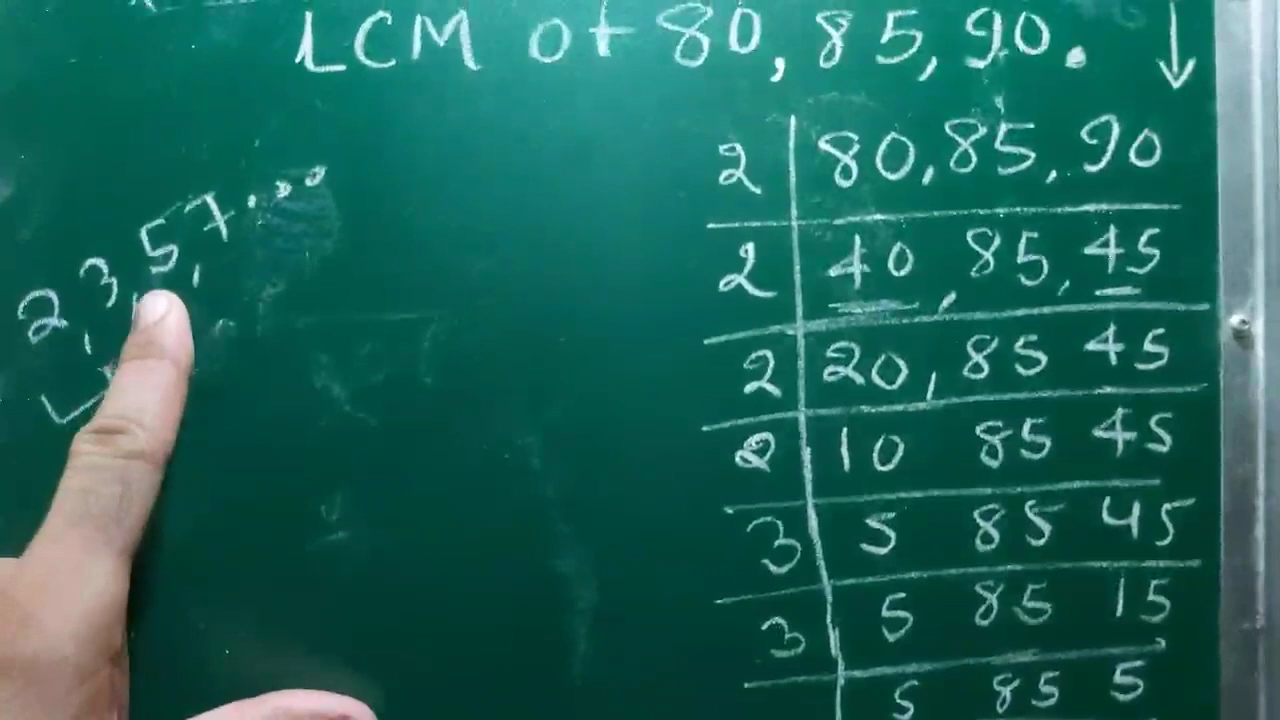 LCM of 80, 85, 90.
2, 3, 5, 7....
2 80, 85, 90
2 40, 85, 45
2 20, 85 45
2 10 85 45
3 5 85 45
3 5 85 15
5 85 5